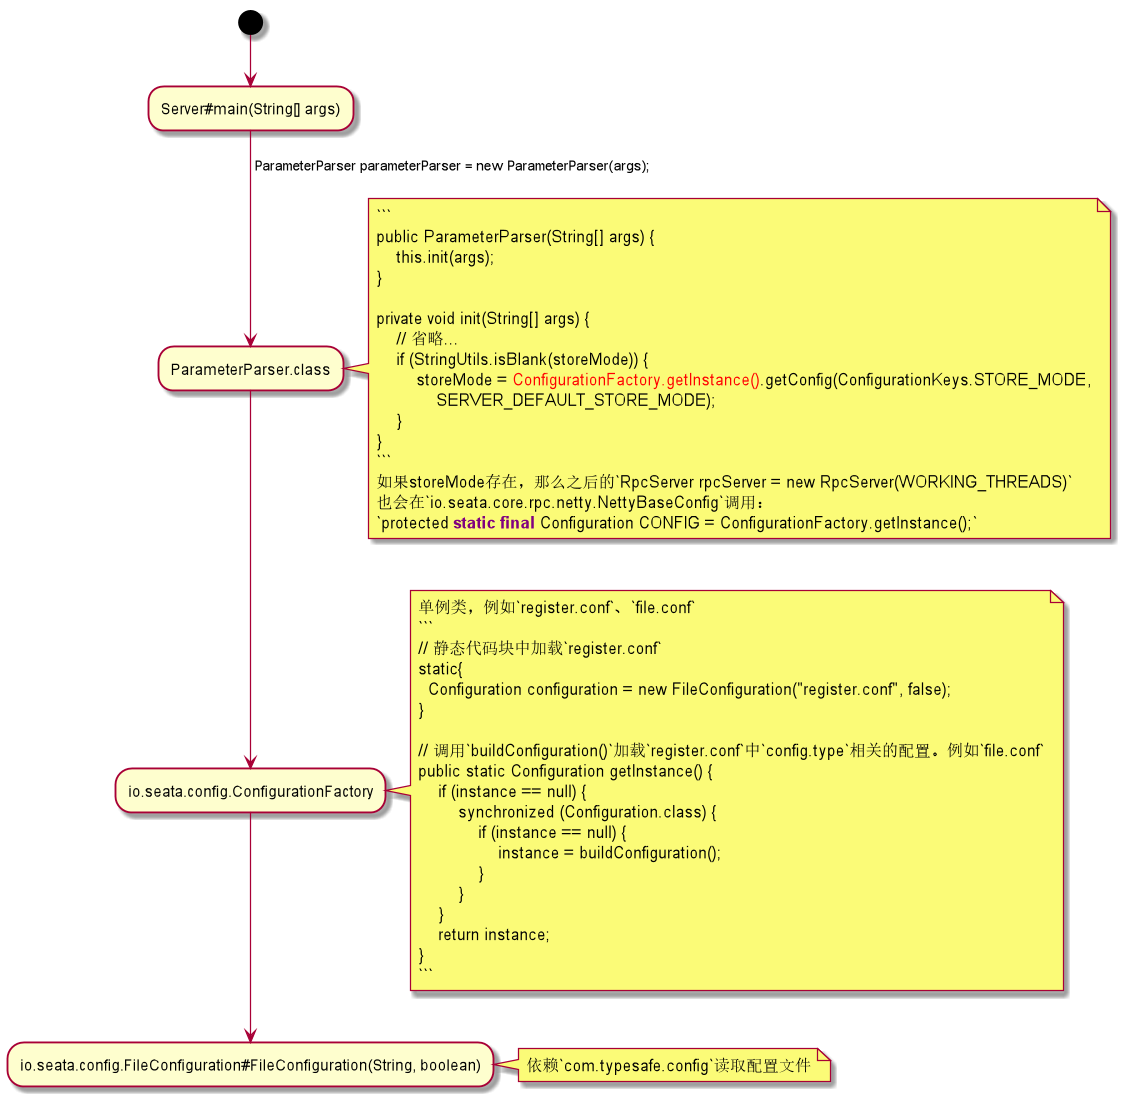 Server#main(String[] args)
ParameterParser parameterParser = new ParameterParser(args);
```
public ParameterParser(String[] args) {
    this.init(args);
}

private void init(String[] args) {
    // 省略...
    if (StringUtils.isBlank(storeMode)) {
        storeMode = ConfigurationFactory.getInstance().getConfig(ConfigurationKeys.STORE_MODE,
            SERVER_DEFAULT_STORE_MODE);
    }
}
```
如果storeMode存在，那么之后的`RpcServer rpcServer = new RpcServer(WORKING_THREADS)`
也会在`io.seata.core.rpc.netty.NettyBaseConfig`调用：
`protected static final Configuration CONFIG = ConfigurationFactory.getInstance();`
ParameterParser.class
单例类，例如`register.conf`、`file.conf`
```
// 静态代码块中加载`register.conf`
static{
  Configuration configuration = new FileConfiguration("register.conf", false);
}

// 调用`buildConfiguration()`加载`register.conf`中`config.type`相关的配置。例如`file.conf`
public static Configuration getInstance() {
    if (instance == null) {
        synchronized (Configuration.class) {
            if (instance == null) {
                instance = buildConfiguration();
            }
        }
    }
    return instance;
}
```
io.seata.config.ConfigurationFactory
io.seata.config.FileConfiguration#FileConfiguration(String, boolean)
依赖`com.typesafe.config`读取配置文件